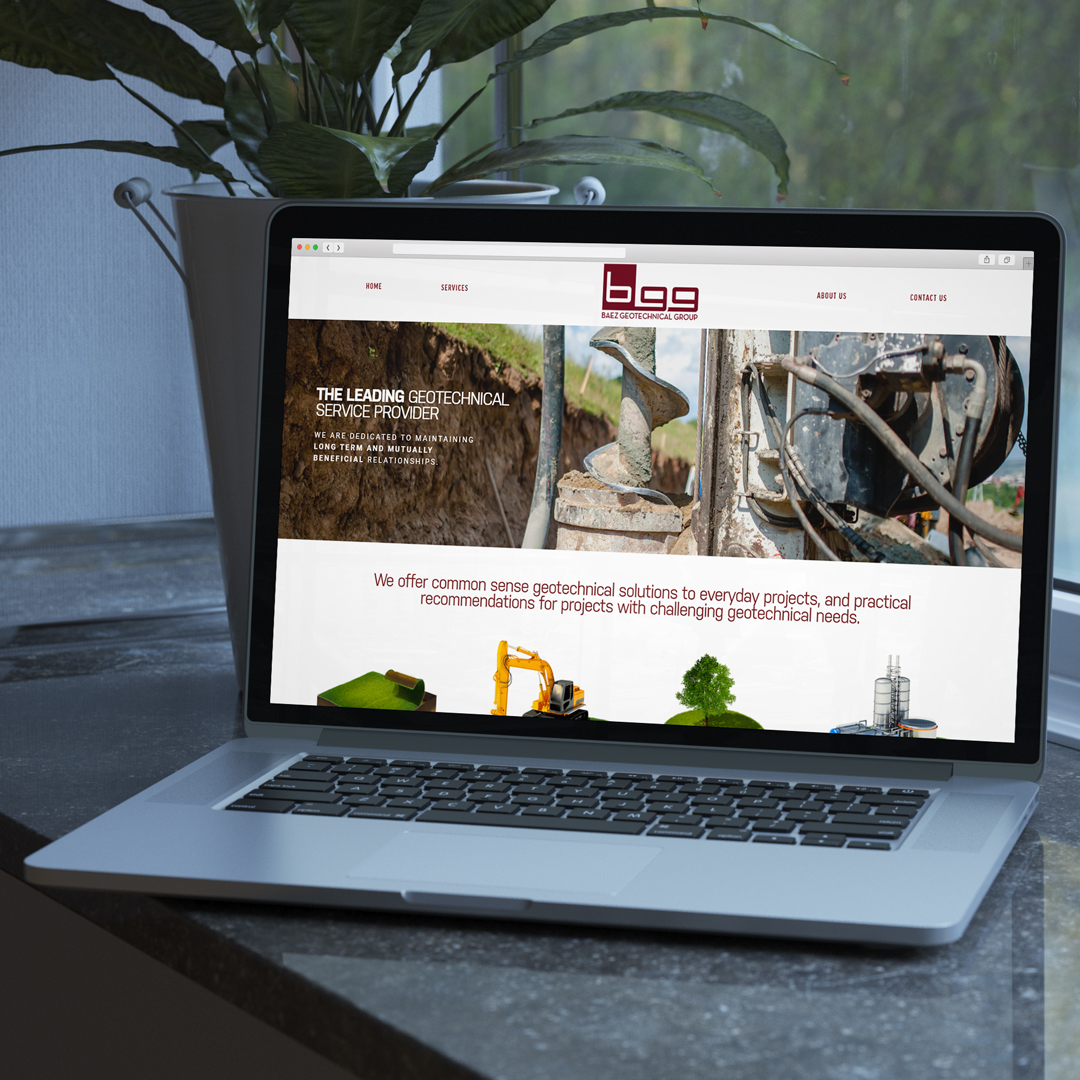 HOME
SERVICES
bgg
BAEZ GEOTECHNICAL GROUP
ABOUT US
CONTACT US
THE LEADING GEOTECHNICAL
SERVICE PROVIDER
WE ARE DEDICATED TO MAINTAINING
LONG TERM AND MUTUALLY
BENEFICIAL RELATIONSHIPS.
We offer common sense geotechnical solutions to everyday projects, and practical
recommendations for projects with challenging geotechnical needs.